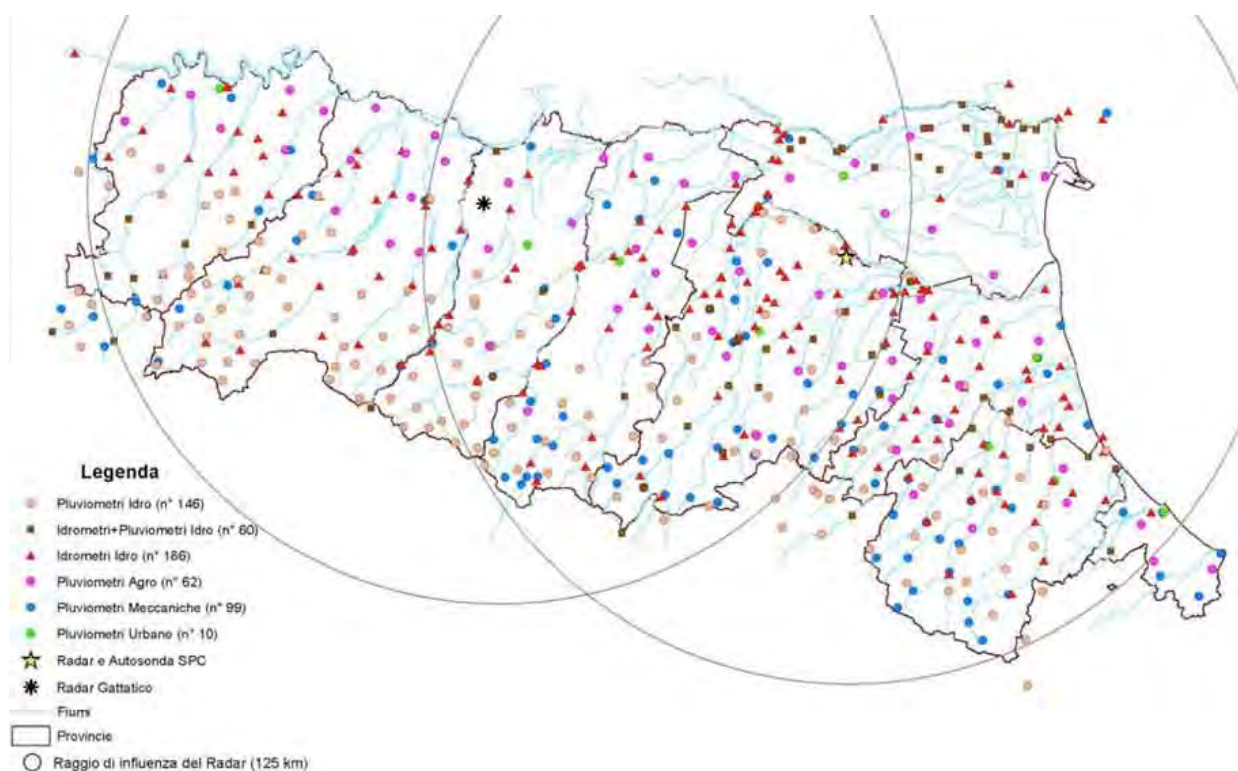 Legenda
Pluviometri Idro (n° 146)
Idrometri+Pluviometri Idro (n° 60)
Idrometri Idro (n° 186)
Pluviometri Agro (n° 62)
Pluviometri Meccaniche (n° 99)
Pluviometri Urbano (n° 10)
Radar e Autosonda SPC
Radar Gattatico
Fiumi
Provincie
Raggio di influenza del Radar (125 km)